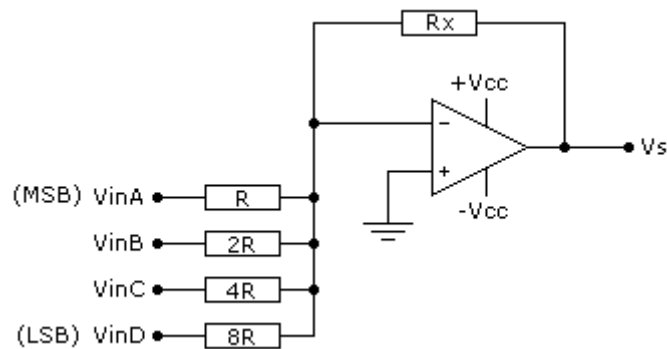 Rx
+Vcc
−
Vs
+
(MSB) VinA R
-Vcc
VinB 2R
VinC 4R
(LSB) VinD 8R